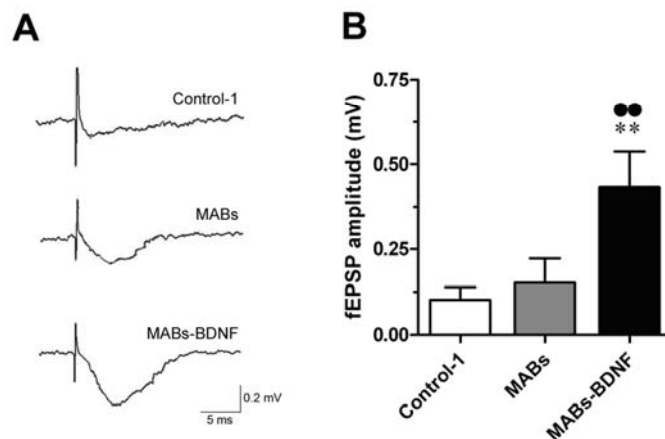 A
Control-1
MABs
MABs-BDNF
0.2 mV
5 ms
B
fEPSP amplitude (mV)
0.75
0.50
0.25
0.00
●●
**
Control-1
MABs
MABs-BDNF